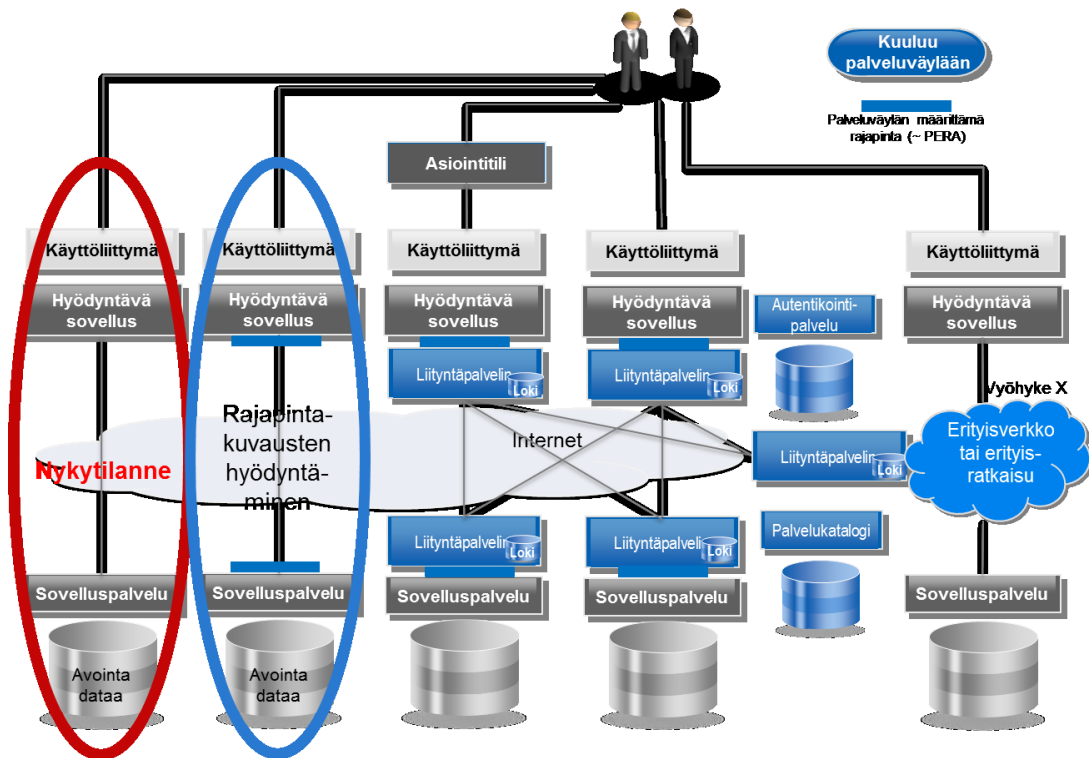 Kuuluu
palveluväylään
Palveluväylän määrittämä
rajapinta (~ PERA)
Asiointitili
Käyttöliittymä
Käyttöliittymä
Käyttöliittymä
Käyttöliittymä
Käyttöliittymä
Hyödyntävä
sovellus
Hyödyntävä
sovellus
Hyödyntävä
sovellus
Hyödyntävä
sovellus
Hyödyntävä
sovellus
Autentikointi-
palvelu
Liityntäpalvelin
Loki
Liityntäpalvelin
Loki
Vyöhyke X
Nykytilanne
Rajapinta-
kuvausten
hyödyntä-
minen
Internet
Liityntäpalvelin
Loki
Erityisverkko
tai erityis-
ratkaisu
Liityntäpalvelin
Loki
Liityntäpalvelin
Loki
Palvelukatalogi
Sovelluspalvelu
Sovelluspalvelu
Sovelluspalvelu
Sovelluspalvelu
Sovelluspalvelu
Avointa
dataa
Avointa
dataa